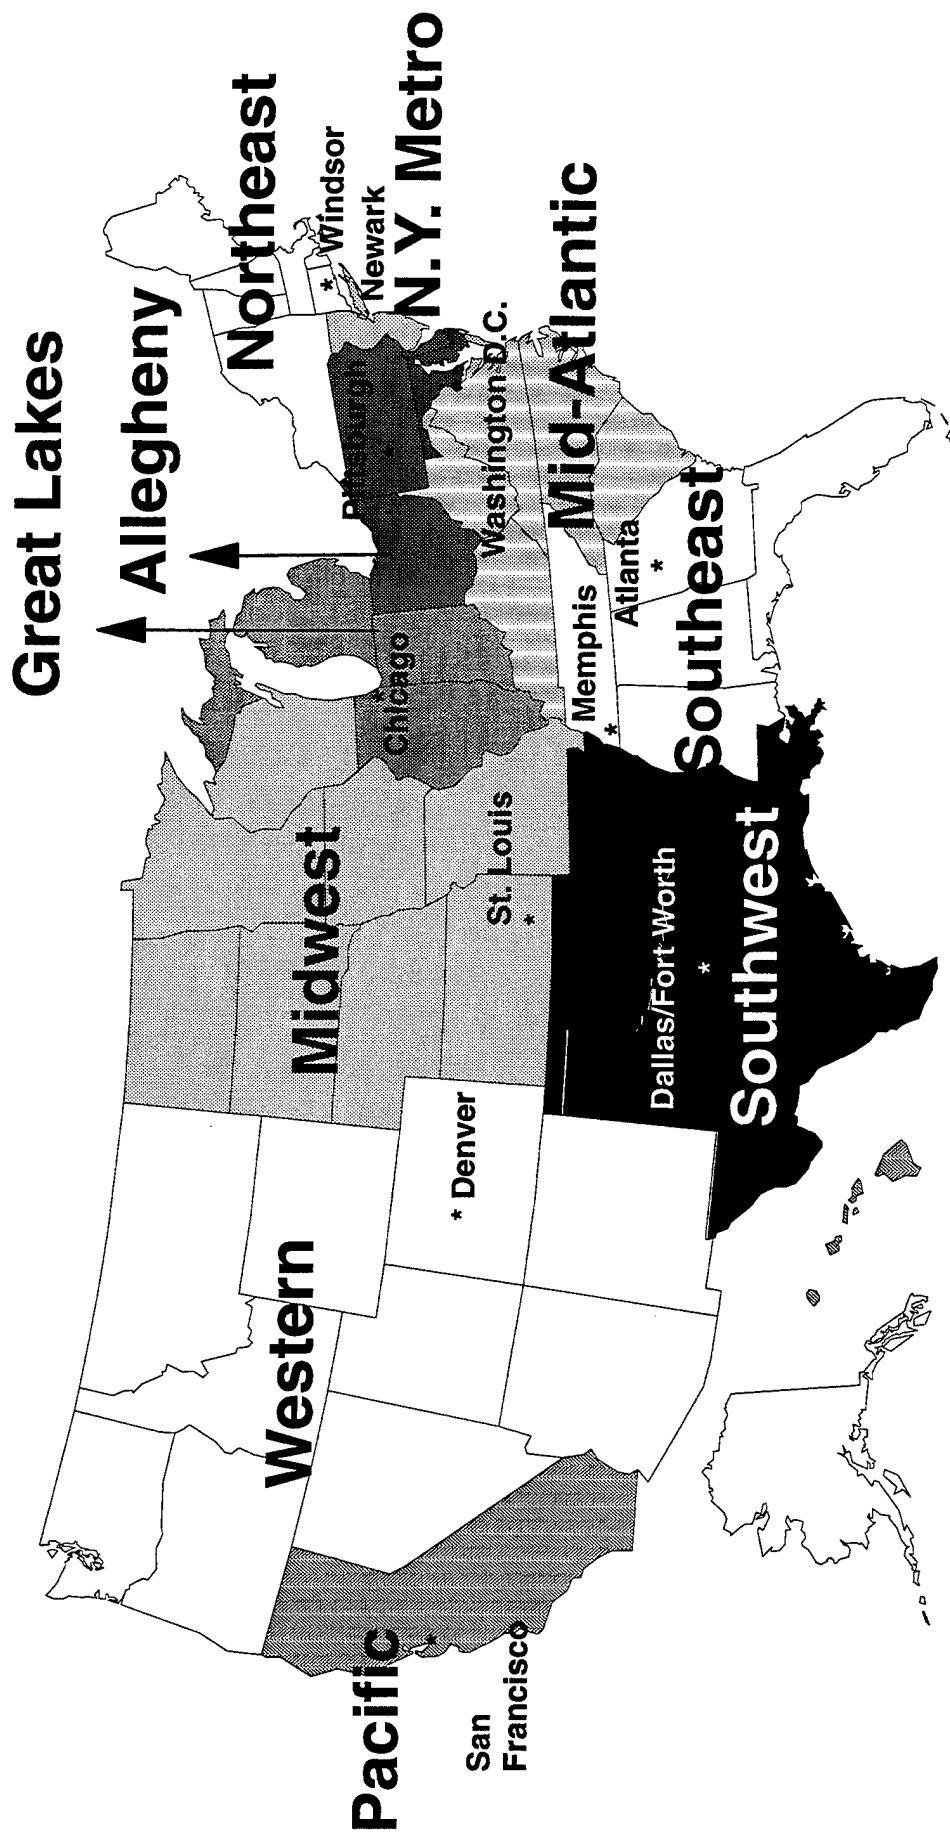 Great Lakes
Allegheny
Northeast
Windsor
Newark
N.Y. Metro
Pittsburgh
Washington D.C.
Mid-Atlantic
Chicago
Memphis
Atlanta
Southeast
Midwest
St. Louis
Dallas/Fort Worth
Southwest
* Denver
Western
Pacific
San
Francisco